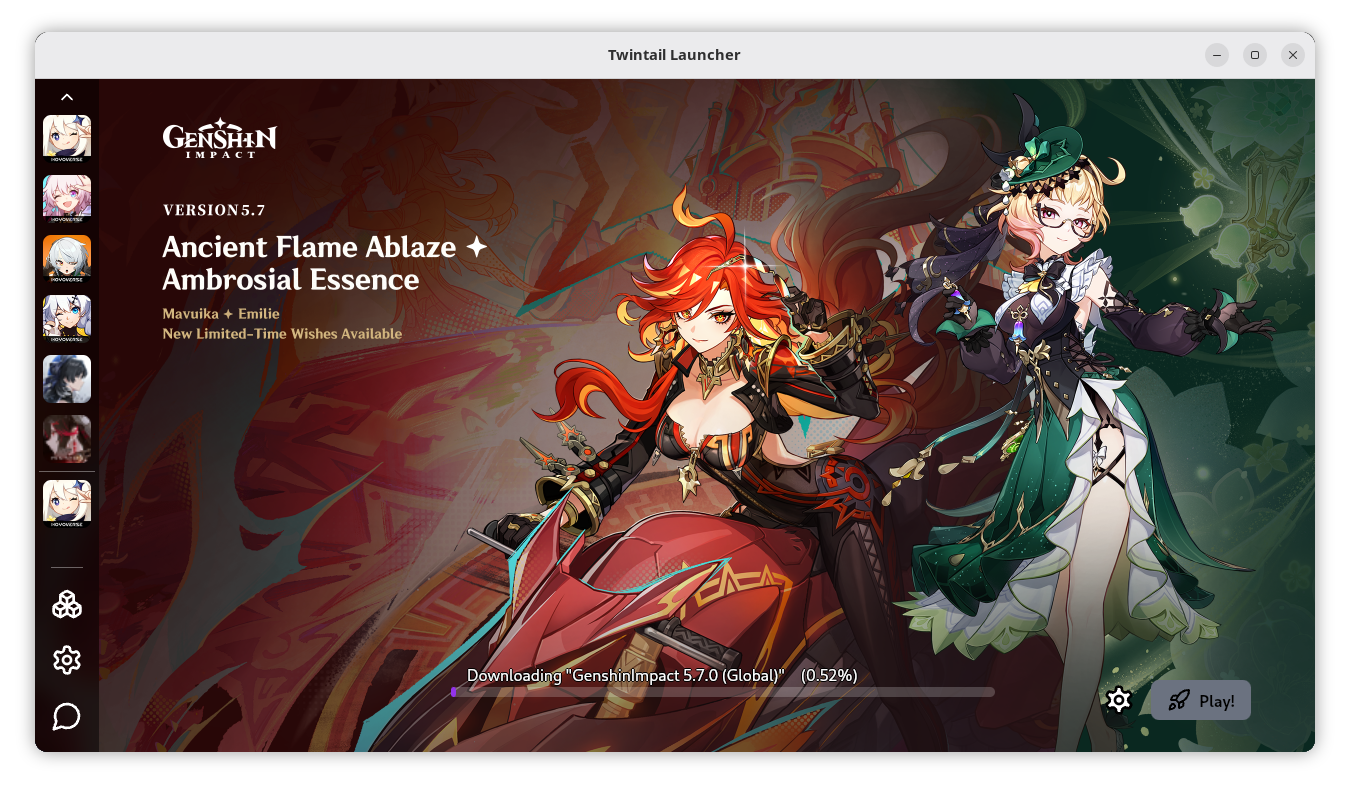 Twintail Launcher
GENSHIN
IMPACT
VERSION 5.7
Ancient Flame Ablaze ✦
Ambrosial Essence
Mavuika ✦ Emilie
New Limited-Time Wishes Available
HOYOVERSE
HOYOVERSE
HOYOVERSE
HOYOVERSE
HOYOVERSE
Downloading "GenshinImpact 5.7.0 (Global)" (0.52%)
Play!